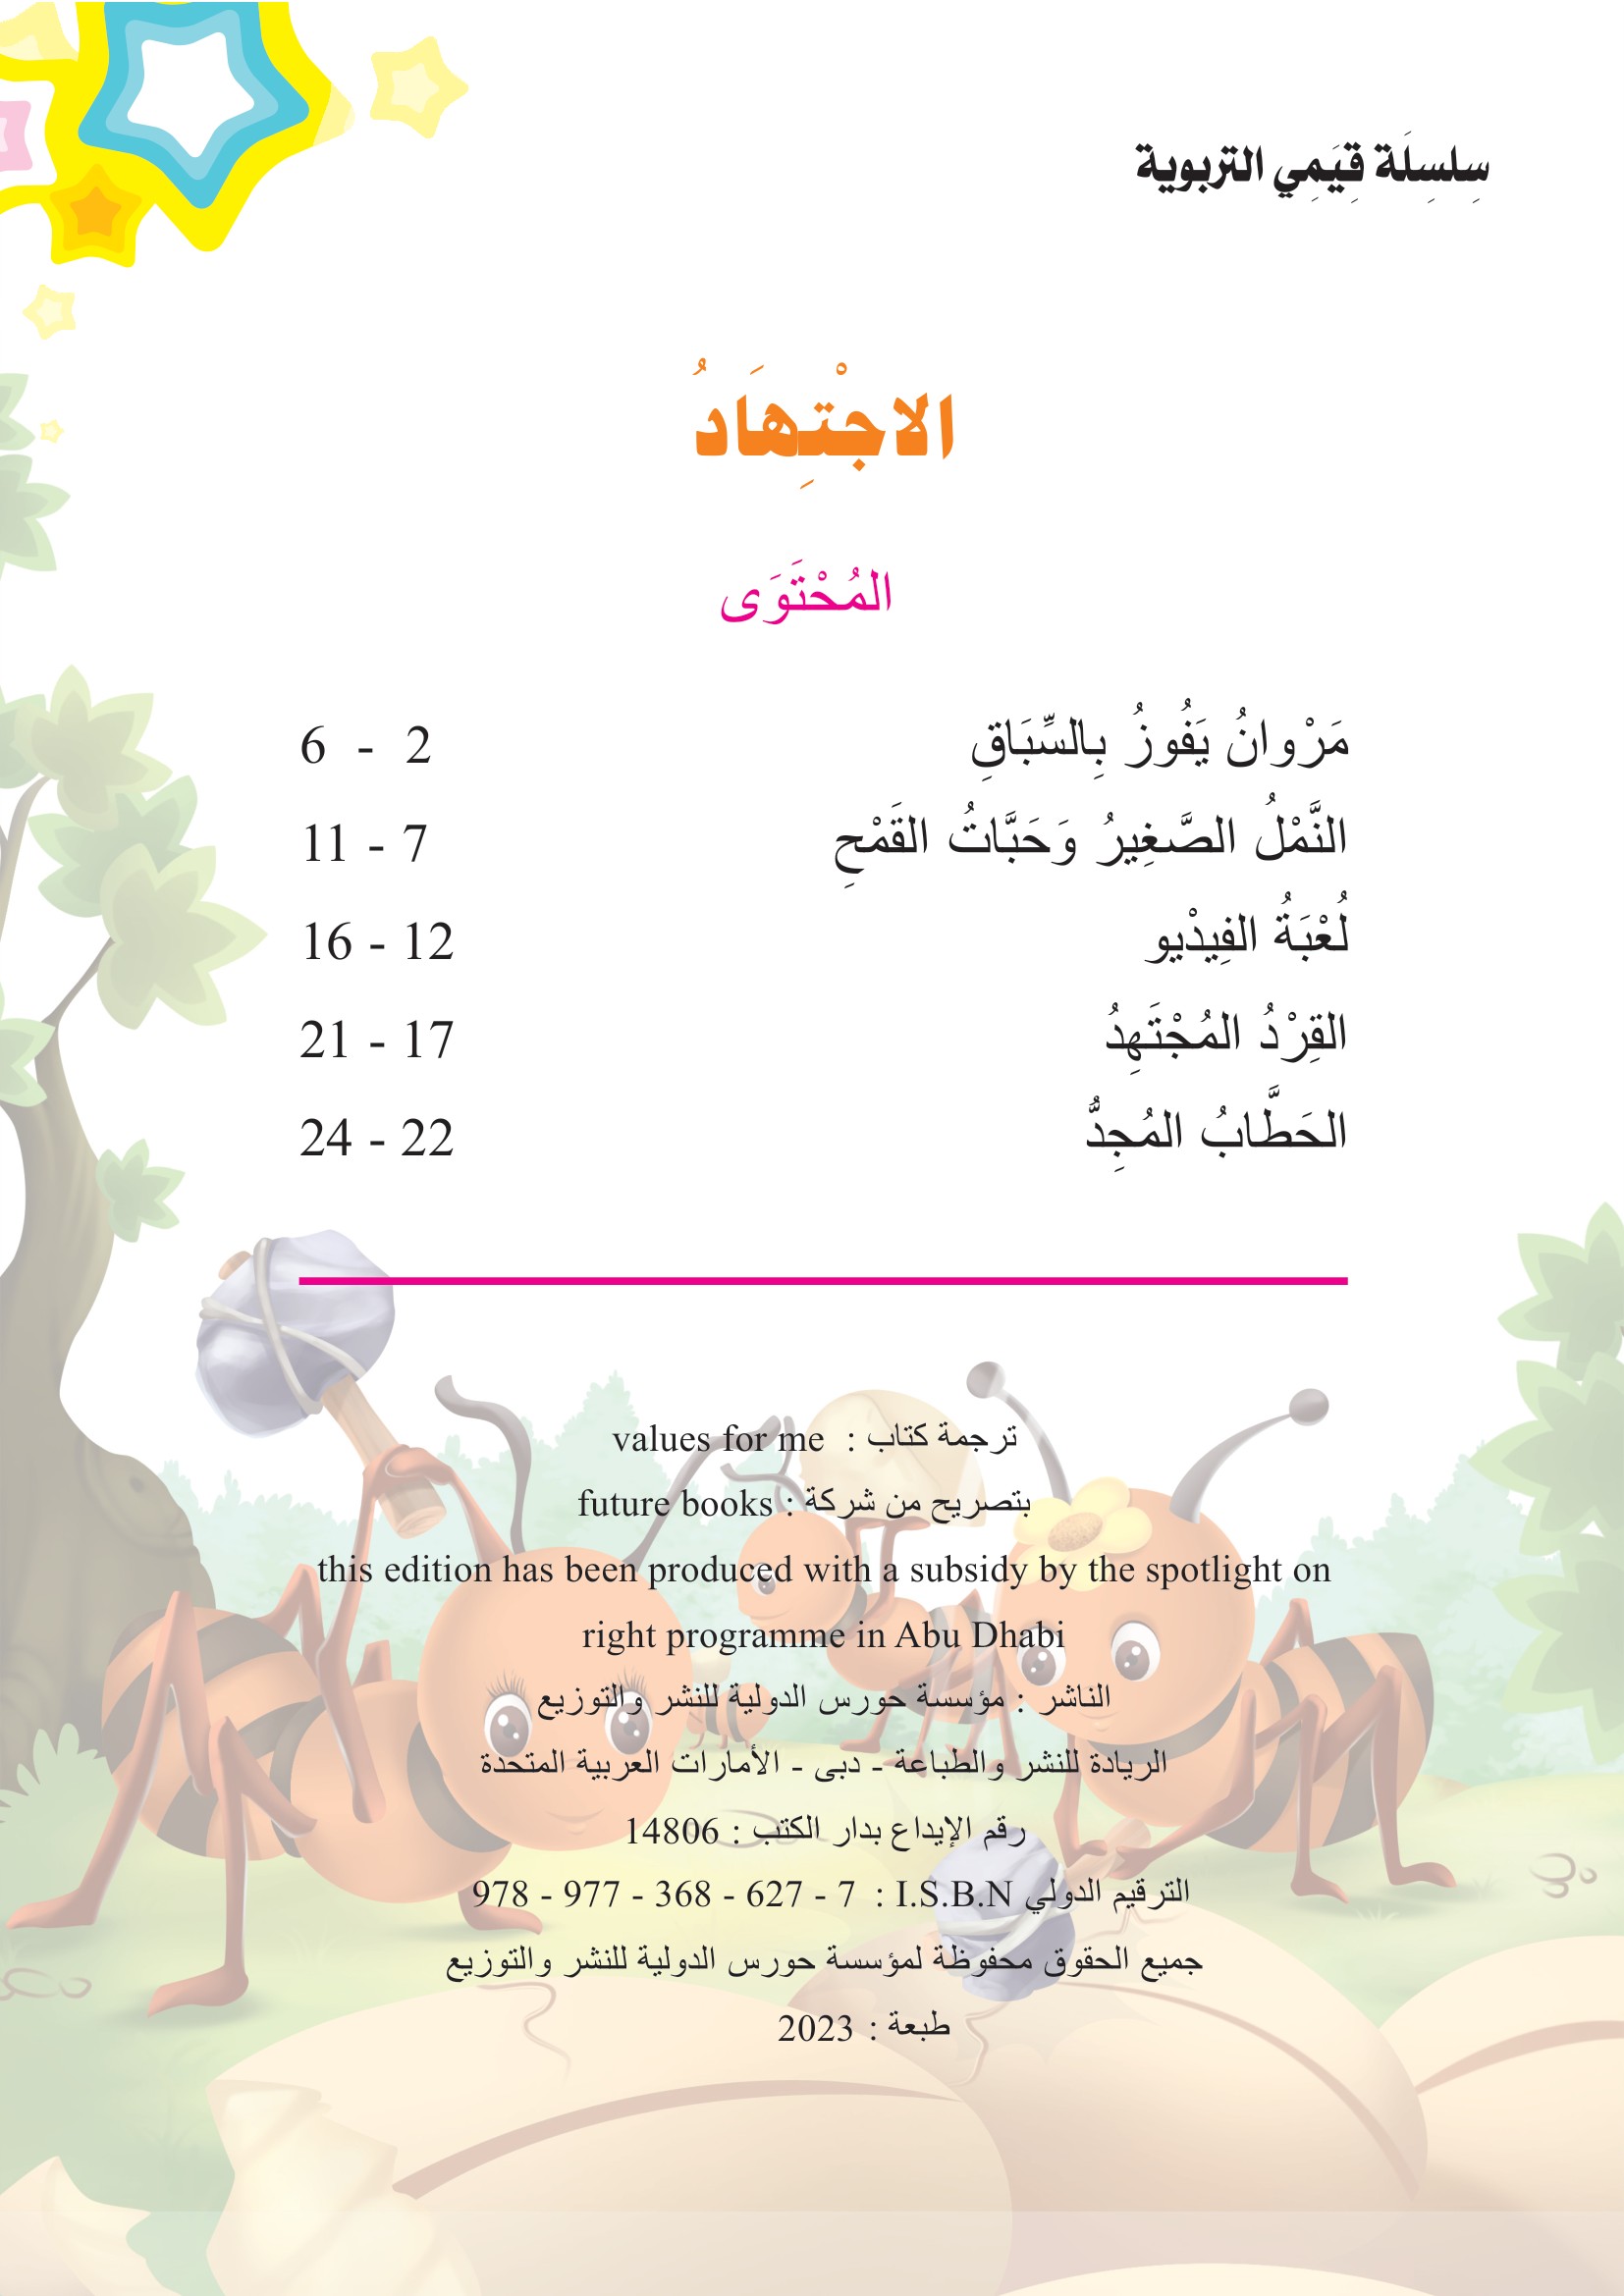 سِلسِلَة قِيَمِي التربوية
الاجْتِهَادُ
المُحْتَوَى
مَرْوانُ يَفُوزُ بِالسِّبَاقِ 2 - 6
النَّمْلُ الصَّغِيرُ وَحَبَّاتُ القَمْحِ 7 - 11
لُعْبَةُ الفِيدْيو 12 - 16
القِرْدُ المُجْتَهِدُ 17 - 21
الحَطَّابُ المُجِدُّ 22 - 24
ترجمة كتاب : values for me
بتصريح من شركة : future books
this edition has been produced with a subsidy by the spotlight on
right programme in Abu Dhabi
الناشر : مؤسسة حورس الدولية للنشر والتوزيع
الريادة للنشر والطباعة - دبى - الأمارات العربية المتحدة
رقم الإيداع بدار الكتب : 14806
الترقيم الدولي I.S.B.N : 978 - 977 - 368 - 627 - 7
جميع الحقوق محفوظة لمؤسسة حورس الدولية للنشر والتوزيع
طبعة : 2023